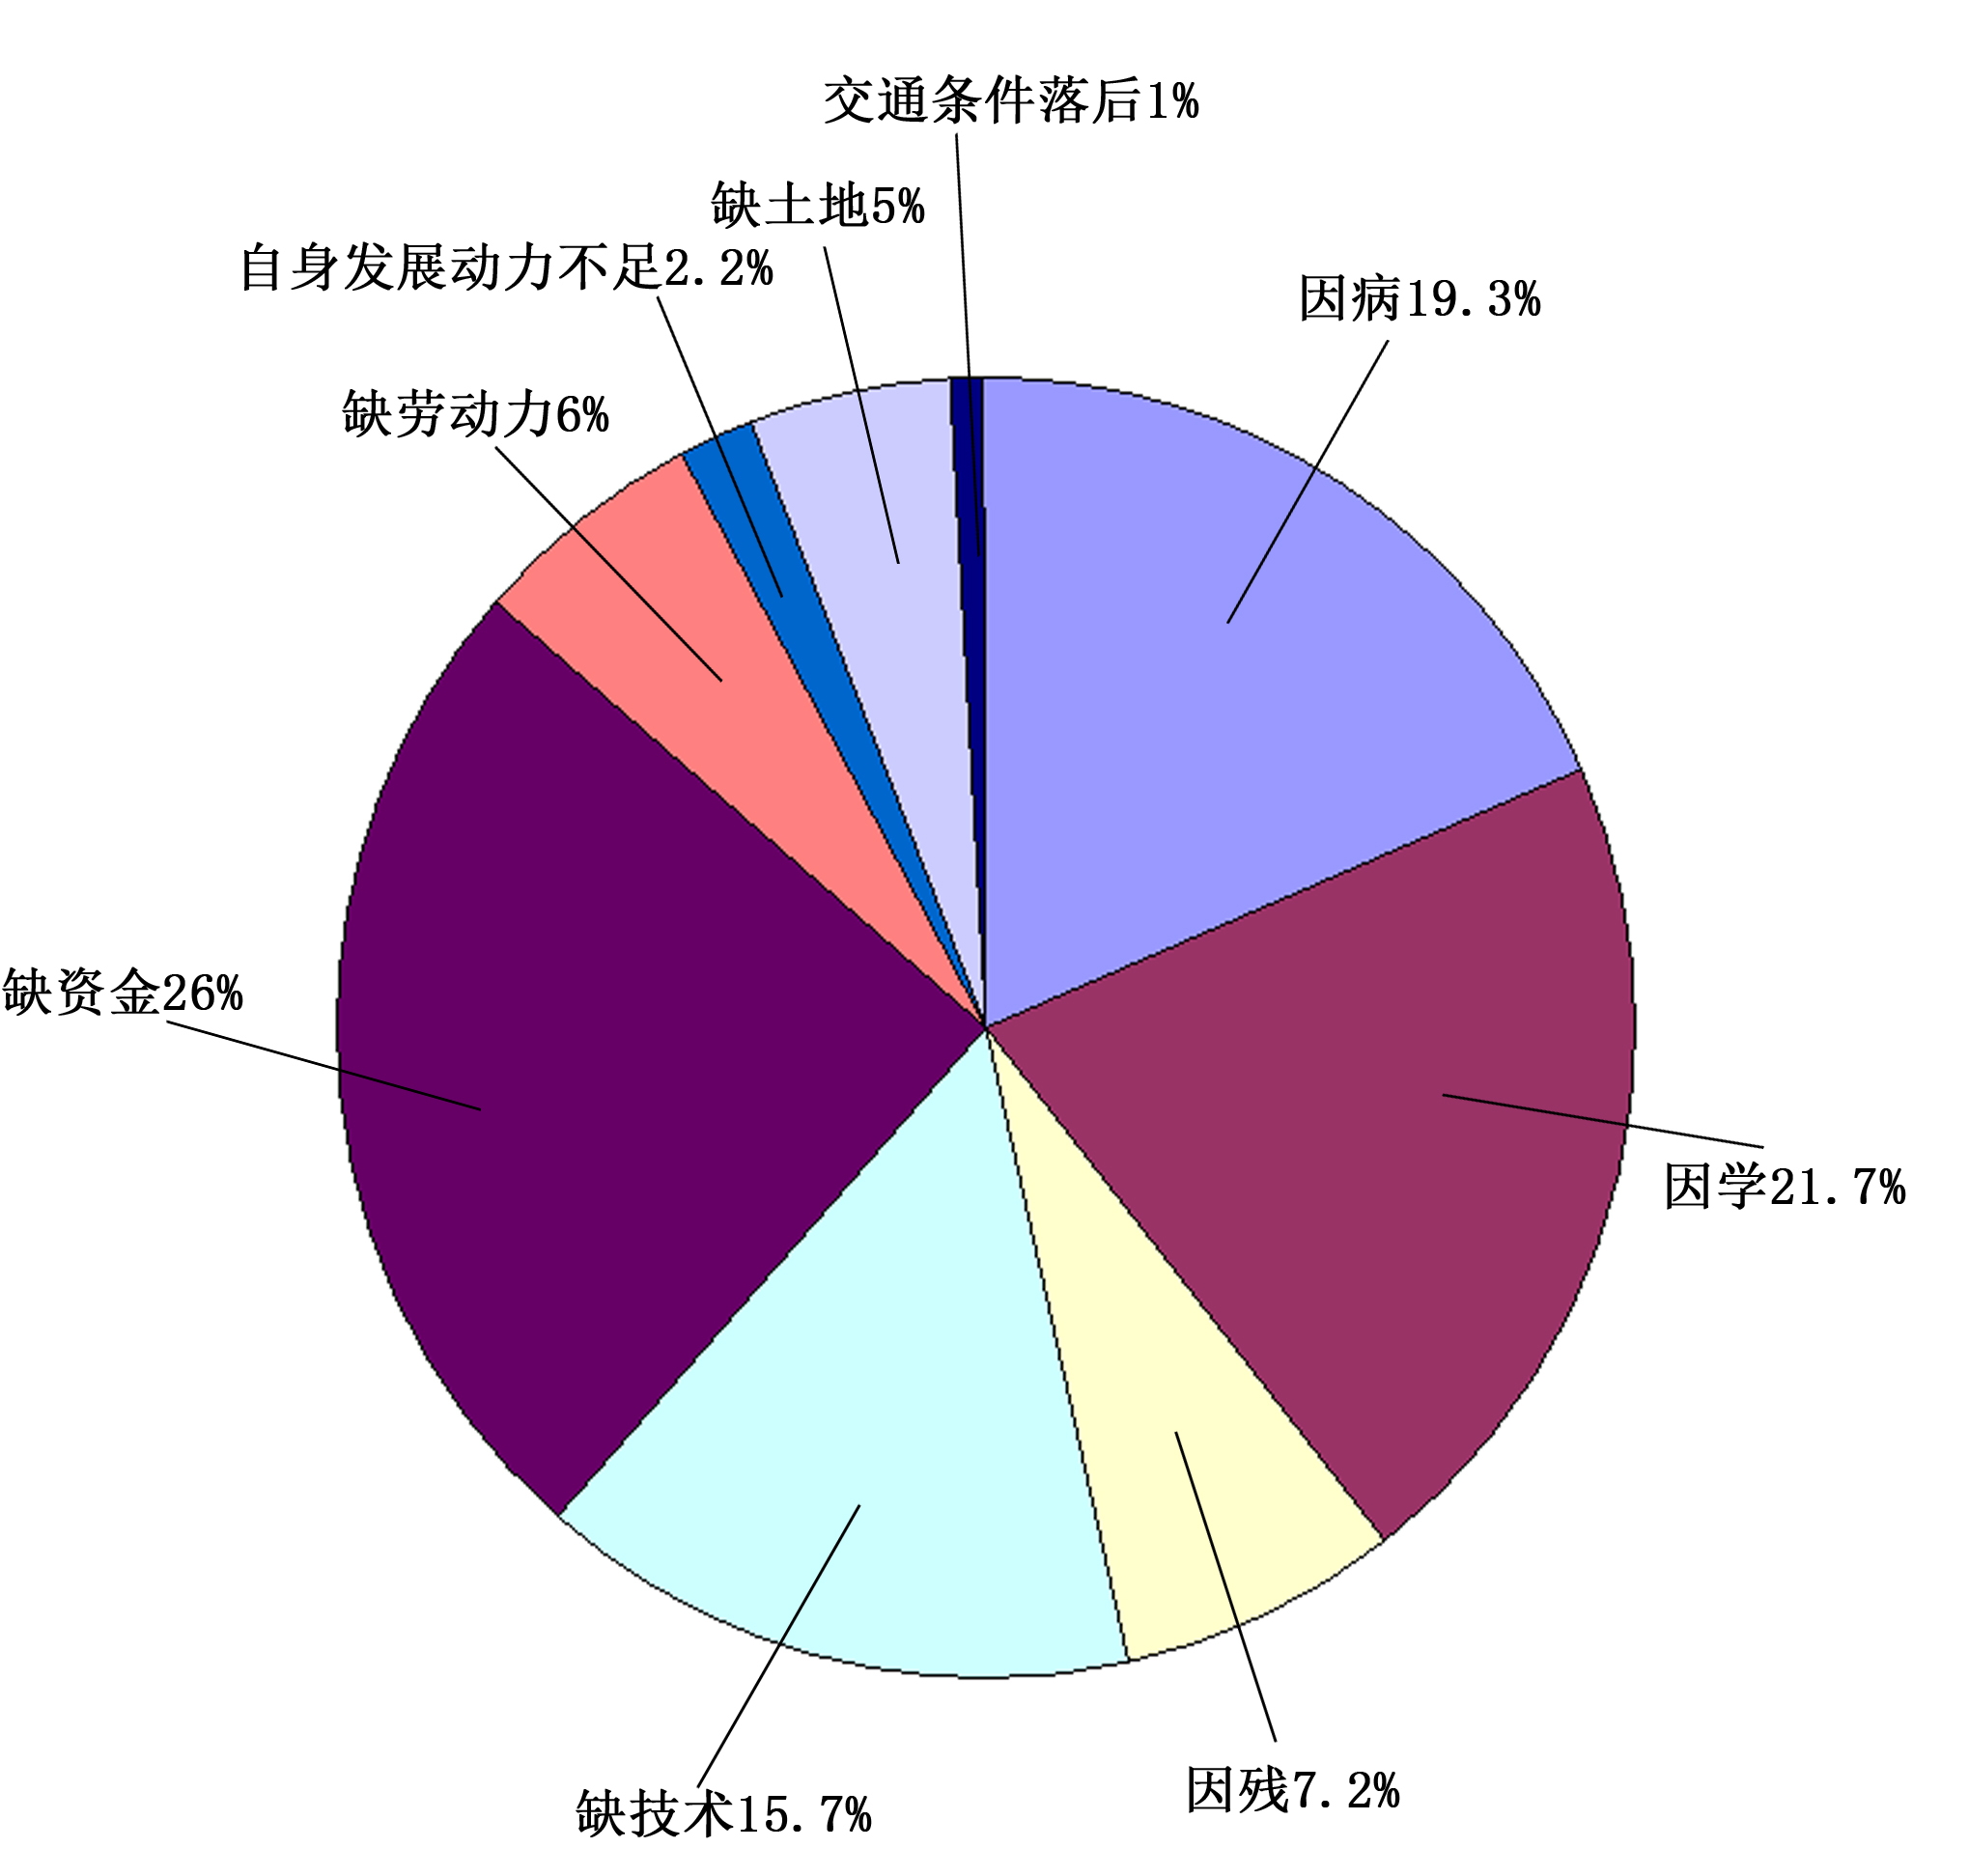 交通条件落后1%
缺土地5%
自身发展动力不足2.2%
因病19.3%
缺劳动力6%
缺资金26%
因学21.7%
因残7.2%
缺技术15.7%